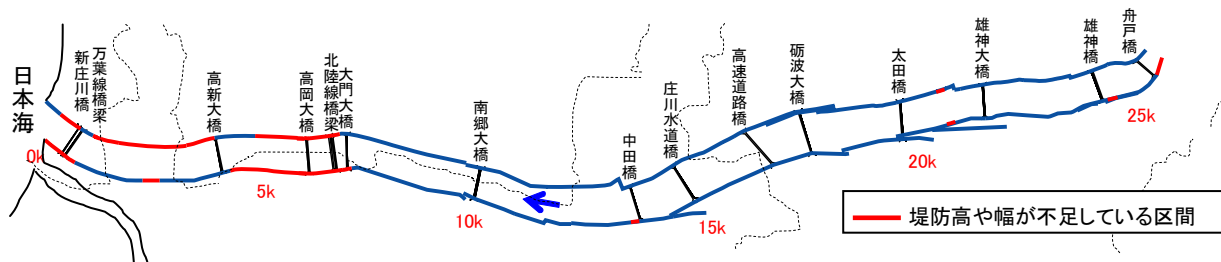 日本海
新庄川橋
万葉線橋梁
高新大橋
高岡大橋
北陸線橋梁
大門大橋
南郷大橋
中田橋
庄川水道橋
高速道路橋
砺波大橋
太田橋
雄神大橋
雄神橋
舟戸橋
0k
5k
10k
15k
20k
25k
堤防高や幅が不足している区間